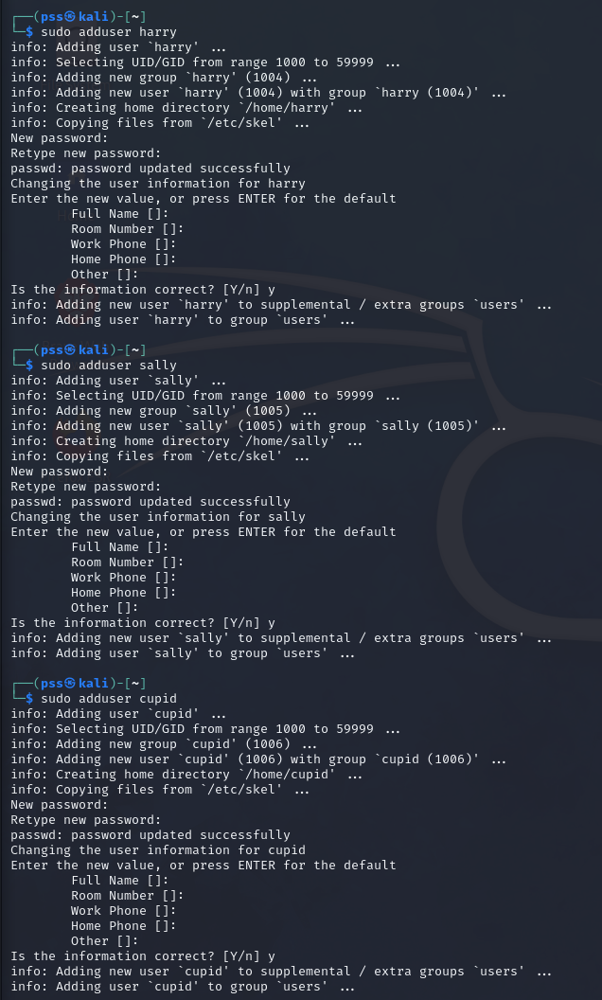 ┌──(pss㉿kali)-[~]
└─$ sudo adduser harry
info: Adding user `harry' ...
info: Selecting UID/GID from range 1000 to 59999 ...
info: Adding new group `harry' (1004) ...
info: Adding new user `harry' (1004) with group `harry (1004)' ...
info: Creating home directory `/home/harry' ...
info: Copying files from `/etc/skel' ...
New password:
Retype new password:
passwd: password updated successfully
Changing the user information for harry
Enter the new value, or press ENTER for the default
        Full Name []:
        Room Number []:
        Work Phone []:
        Home Phone []:
        Other []:
Is the information correct? [Y/n] y
info: Adding new user `harry' to supplemental / extra groups `users' ...
info: Adding user `harry' to group `users' ...

┌──(pss㉿kali)-[~]
└─$ sudo adduser sally
info: Adding user `sally' ...
info: Selecting UID/GID from range 1000 to 59999 ...
info: Adding new group `sally' (1005) ...
info: Adding new user `sally' (1005) with group `sally (1005)' ...
info: Creating home directory `/home/sally' ...
info: Copying files from `/etc/skel' ...
New password:
Retype new password:
passwd: password updated successfully
Changing the user information for sally
Enter the new value, or press ENTER for the default
        Full Name []:
        Room Number []:
        Work Phone []:
        Home Phone []:
        Other []:
Is the information correct? [Y/n] y
info: Adding new user `sally' to supplemental / extra groups `users' ...
info: Adding user `sally' to group `users' ...

┌──(pss㉿kali)-[~]
└─$ sudo adduser cupid
info: Adding user `cupid' ...
info: Selecting UID/GID from range 1000 to 59999 ...
info: Adding new group `cupid' (1006) ...
info: Adding new user `cupid' (1006) with group `cupid (1006)' ...
info: Creating home directory `/home/cupid' ...
info: Copying files from `/etc/skel' ...
New password:
Retype new password:
passwd: password updated successfully
Changing the user information for cupid
Enter the new value, or press ENTER for the default
        Full Name []:
        Room Number []:
        Work Phone []:
        Home Phone []:
        Other []:
Is the information correct? [Y/n] y
info: Adding new user `cupid' to supplemental / extra groups `users' ...
info: Adding user `cupid' to group `users' ...